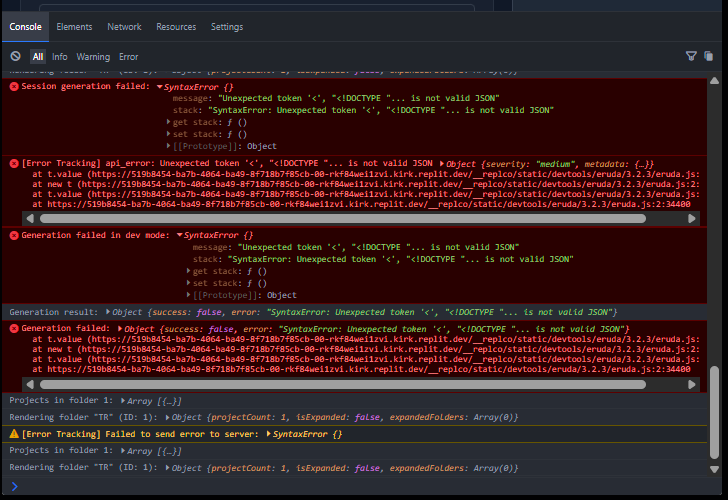 Console Elements Network Resources Settings
All Info Warning Error
Rendering folder "TR" (ID: 1): ▶Object {projectCount: 1, isExpanded: false, expandedFolders: Array(0)}
Session generation failed: ▼SyntaxError {}
message: "Unexpected token '<', "<!DOCTYPE "... is not valid JSON"
stack: "SyntaxError: Unexpected token '<', "<!DOCTYPE "... is not valid JSON"
▶get stack: ƒ ()
▶set stack: ƒ ()
▶[[Prototype]]: Object
[Error Tracking] api_error: Unexpected token '<', "<!DOCTYPE "... is not valid JSON ▶Object {severity: "medium", metadata: {…}}
at t.value (https://519b8454-ba7b-4064-ba49-8f718b7f85cb-00-rkf84wei1zvi.kirk.replit.dev/__replco/static/devtools/eruda/3.2.3/eruda.js:
at new t (https://519b8454-ba7b-4064-ba49-8f718b7f85cb-00-rkf84wei1zvi.kirk.replit.dev/__replco/static/devtools/eruda/3.2.3/eruda.js:2:
at t.value (https://519b8454-ba7b-4064-ba49-8f718b7f85cb-00-rkf84wei1zvi.kirk.replit.dev/__replco/static/devtools/eruda/3.2.3/eruda.js:
at https://519b8454-ba7b-4064-ba49-8f718b7f85cb-00-rkf84wei1zvi.kirk.replit.dev/__replco/static/devtools/eruda/3.2.3/eruda.js:2:34400
Generation failed in dev mode: ▼SyntaxError {}
message: "Unexpected token '<', "<!DOCTYPE "... is not valid JSON"
stack: "SyntaxError: Unexpected token '<', "<!DOCTYPE "... is not valid JSON"
▶get stack: ƒ ()
▶set stack: ƒ ()
▶[[Prototype]]: Object
Generation result: ▶Object {success: false, error: "SyntaxError: Unexpected token '<', "<!DOCTYPE "... is not valid JSON"}
Generation failed: ▶Object {success: false, error: "SyntaxError: Unexpected token '<', "<!DOCTYPE "... is not valid JSON"}
at t.value (https://519b8454-ba7b-4064-ba49-8f718b7f85cb-00-rkf84wei1zvi.kirk.replit.dev/__replco/static/devtools/eruda/3.2.3/eruda.js:
at new t (https://519b8454-ba7b-4064-ba49-8f718b7f85cb-00-rkf84wei1zvi.kirk.replit.dev/__replco/static/devtools/eruda/3.2.3/eruda.js:2:
at t.value (https://519b8454-ba7b-4064-ba49-8f718b7f85cb-00-rkf84wei1zvi.kirk.replit.dev/__replco/static/devtools/eruda/3.2.3/eruda.js:
at https://519b8454-ba7b-4064-ba49-8f718b7f85cb-00-rkf84wei1zvi.kirk.replit.dev/__replco/static/devtools/eruda/3.2.3/eruda.js:2:34400
Projects in folder 1: ▶Array [{…}]
Rendering folder "TR" (ID: 1): ▶Object {projectCount: 1, isExpanded: false, expandedFolders: Array(0)}
[Error Tracking] Failed to send error to server: ▶SyntaxError {}
Projects in folder 1: ▶Array [{…}]
Rendering folder "TR" (ID: 1): ▶Object {projectCount: 1, isExpanded: false, expandedFolders: Array(0)}